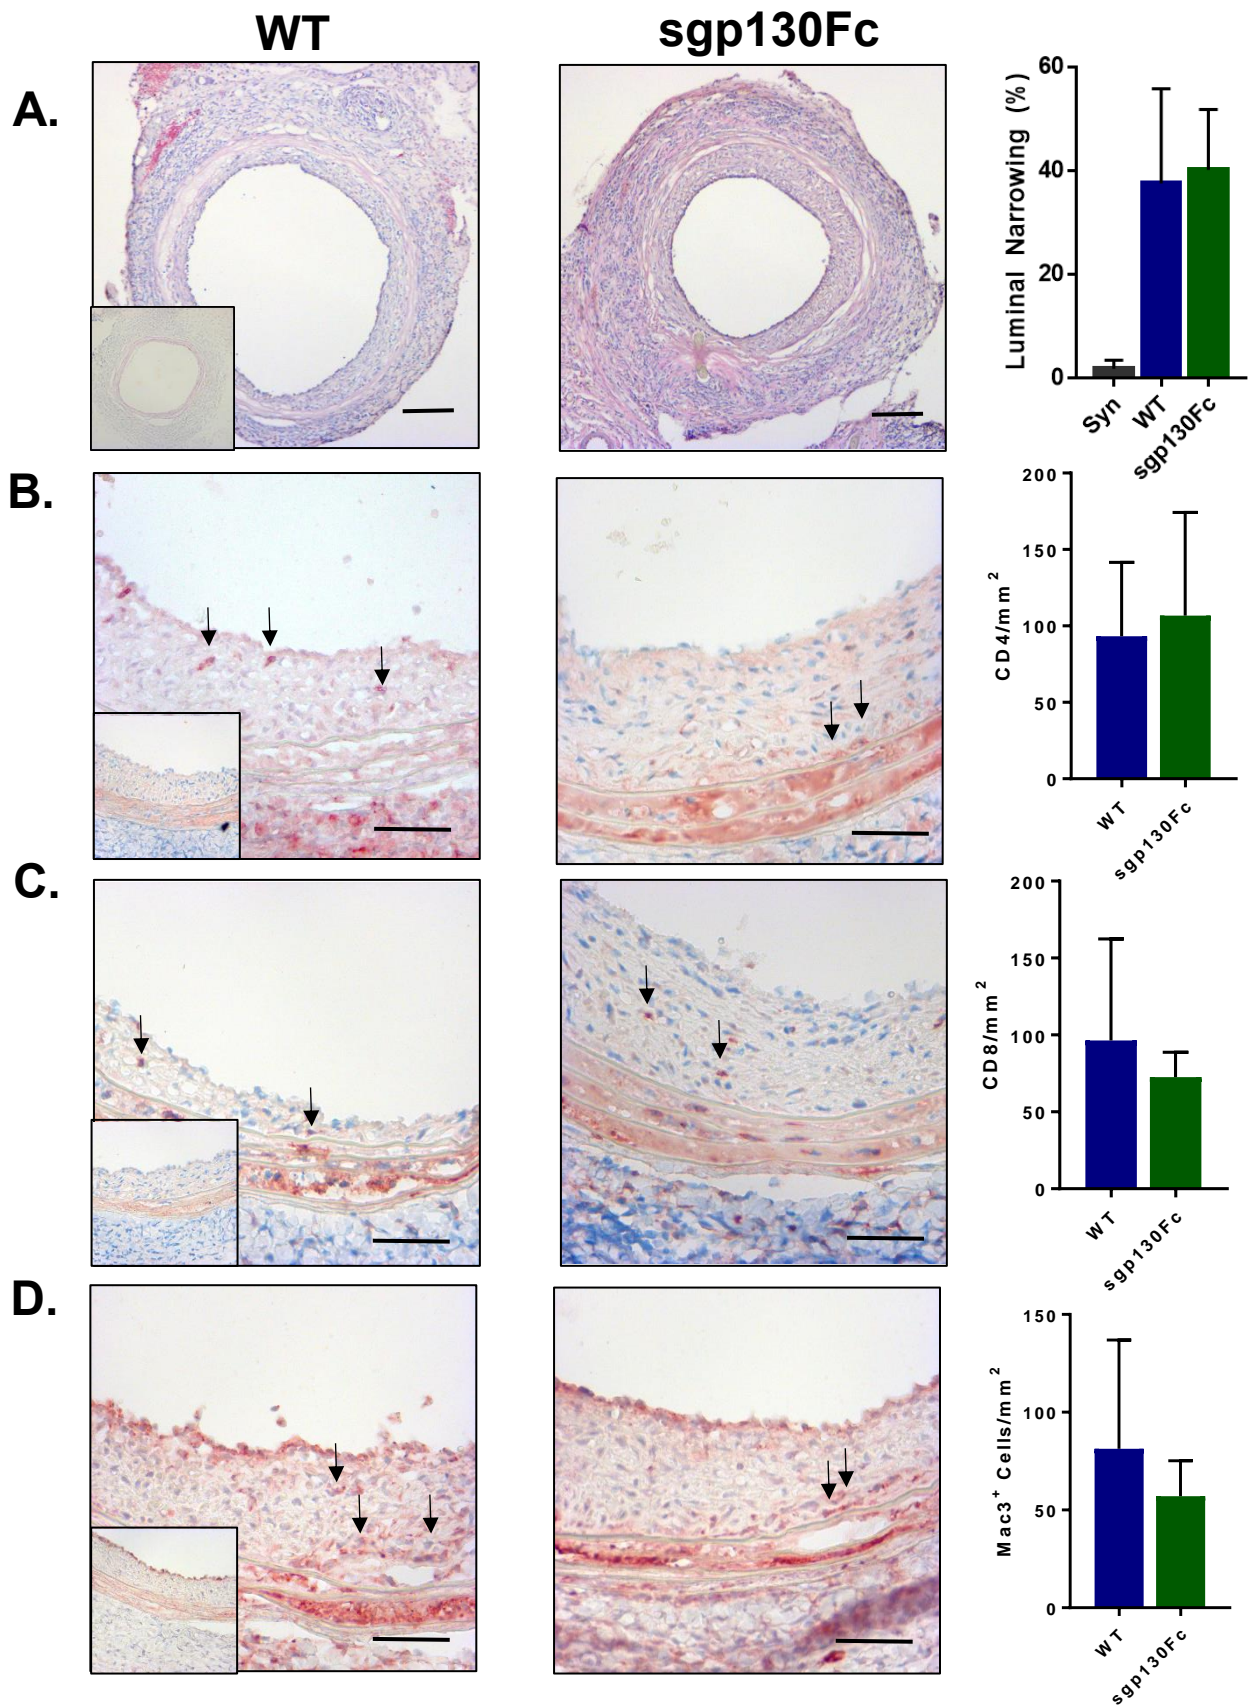 WT sgp130Fc
A.
Luminal Narrowing (%)
60
40
20
0
Syn WT sgp130Fc
B.
CD4/mm²
200
150
100
50
0
WT sgp130Fc
C.
CD8/mm²
200
150
100
50
0
WT sgp130Fc
D.
Mac3⁺ Cells/mm²
150
100
50
0
WT sgp130Fc